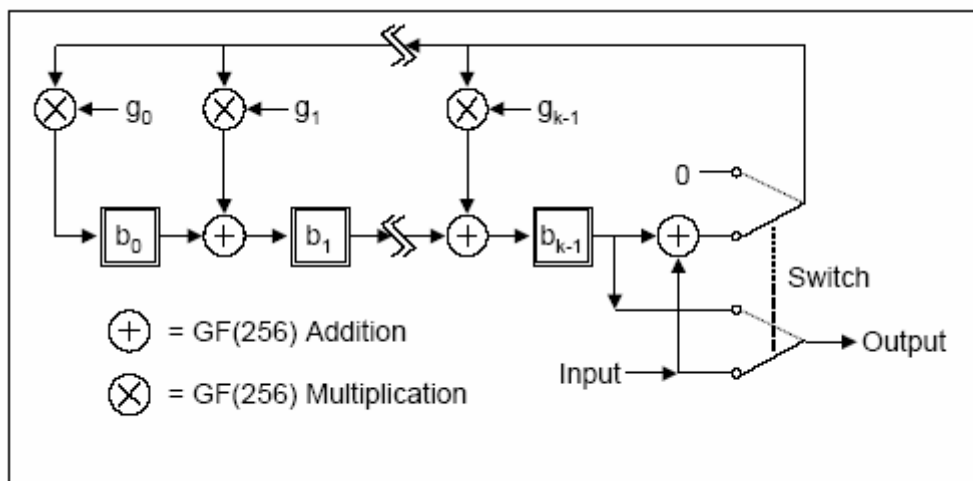 g0 g1 gk-1
0
b0 b1 bk-1
Switch
= GF(256) Addition
Input Output
= GF(256) Multiplication